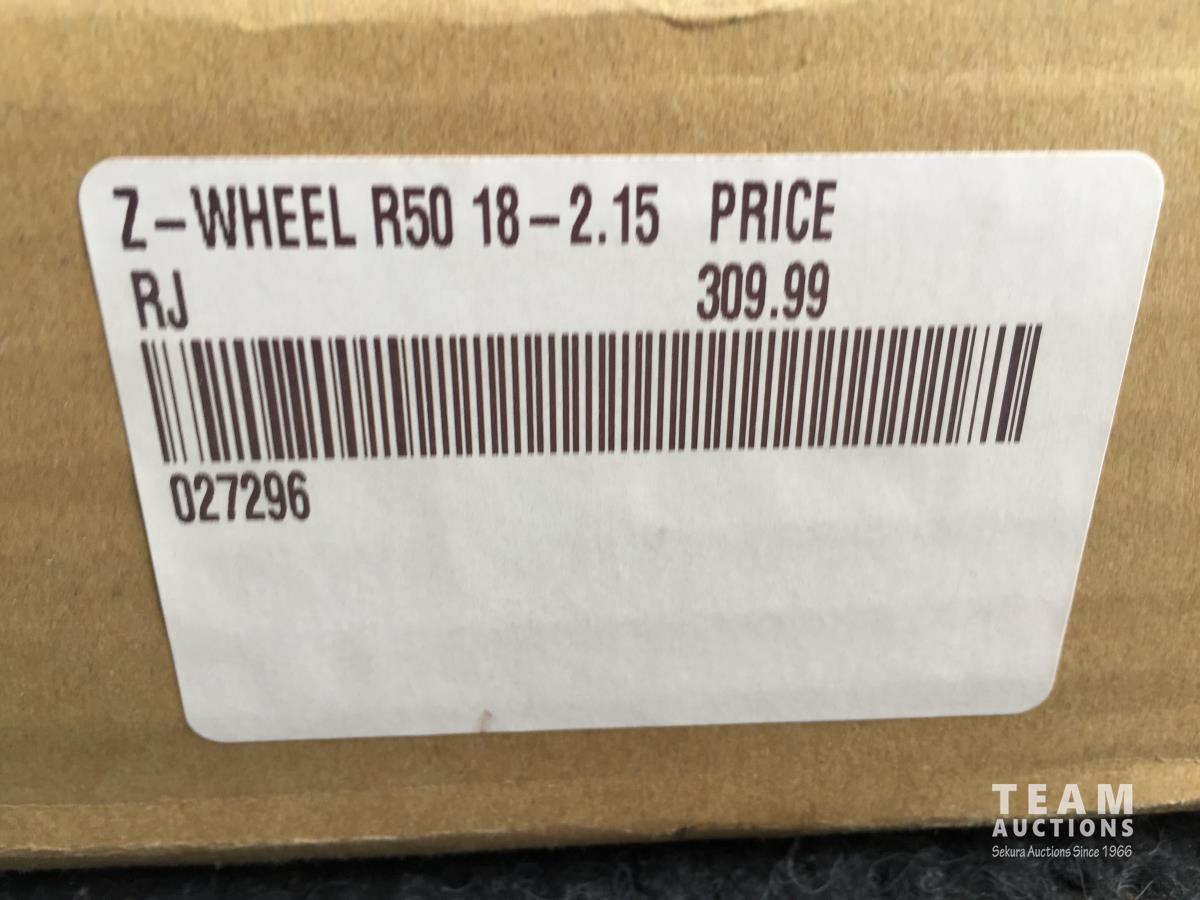 Z-WHEEL R50 18-2.15 PRICE
RJ 309.99
027296
TEAM
AUCTIONS
Sekura Auctions Since 1966